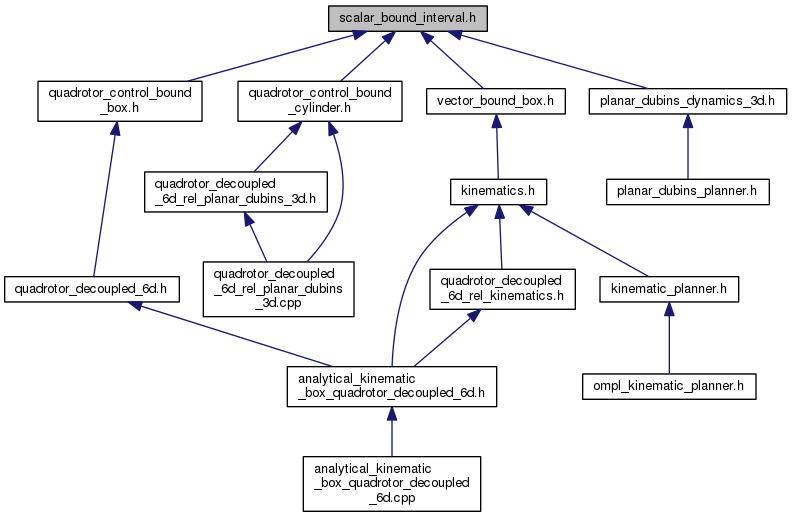 scalar_bound_interval.h
quadrotor_control_bound
_box.h
quadrotor_control_bound
_cylinder.h
vector_bound_box.h
planar_dubins_dynamics_3d.h
quadrotor_decoupled
_6d_rel_planar_dubins_3d.h
kinematics.h
planar_dubins_planner.h
quadrotor_decoupled_6d.h
quadrotor_decoupled
_6d_rel_planar_dubins
_3d.cpp
quadrotor_decoupled
_6d_rel_kinematics.h
kinematic_planner.h
analytical_kinematic
_box_quadrotor_decoupled_6d.h
ompl_kinematic_planner.h
analytical_kinematic
_box_quadrotor_decoupled
_6d.cpp